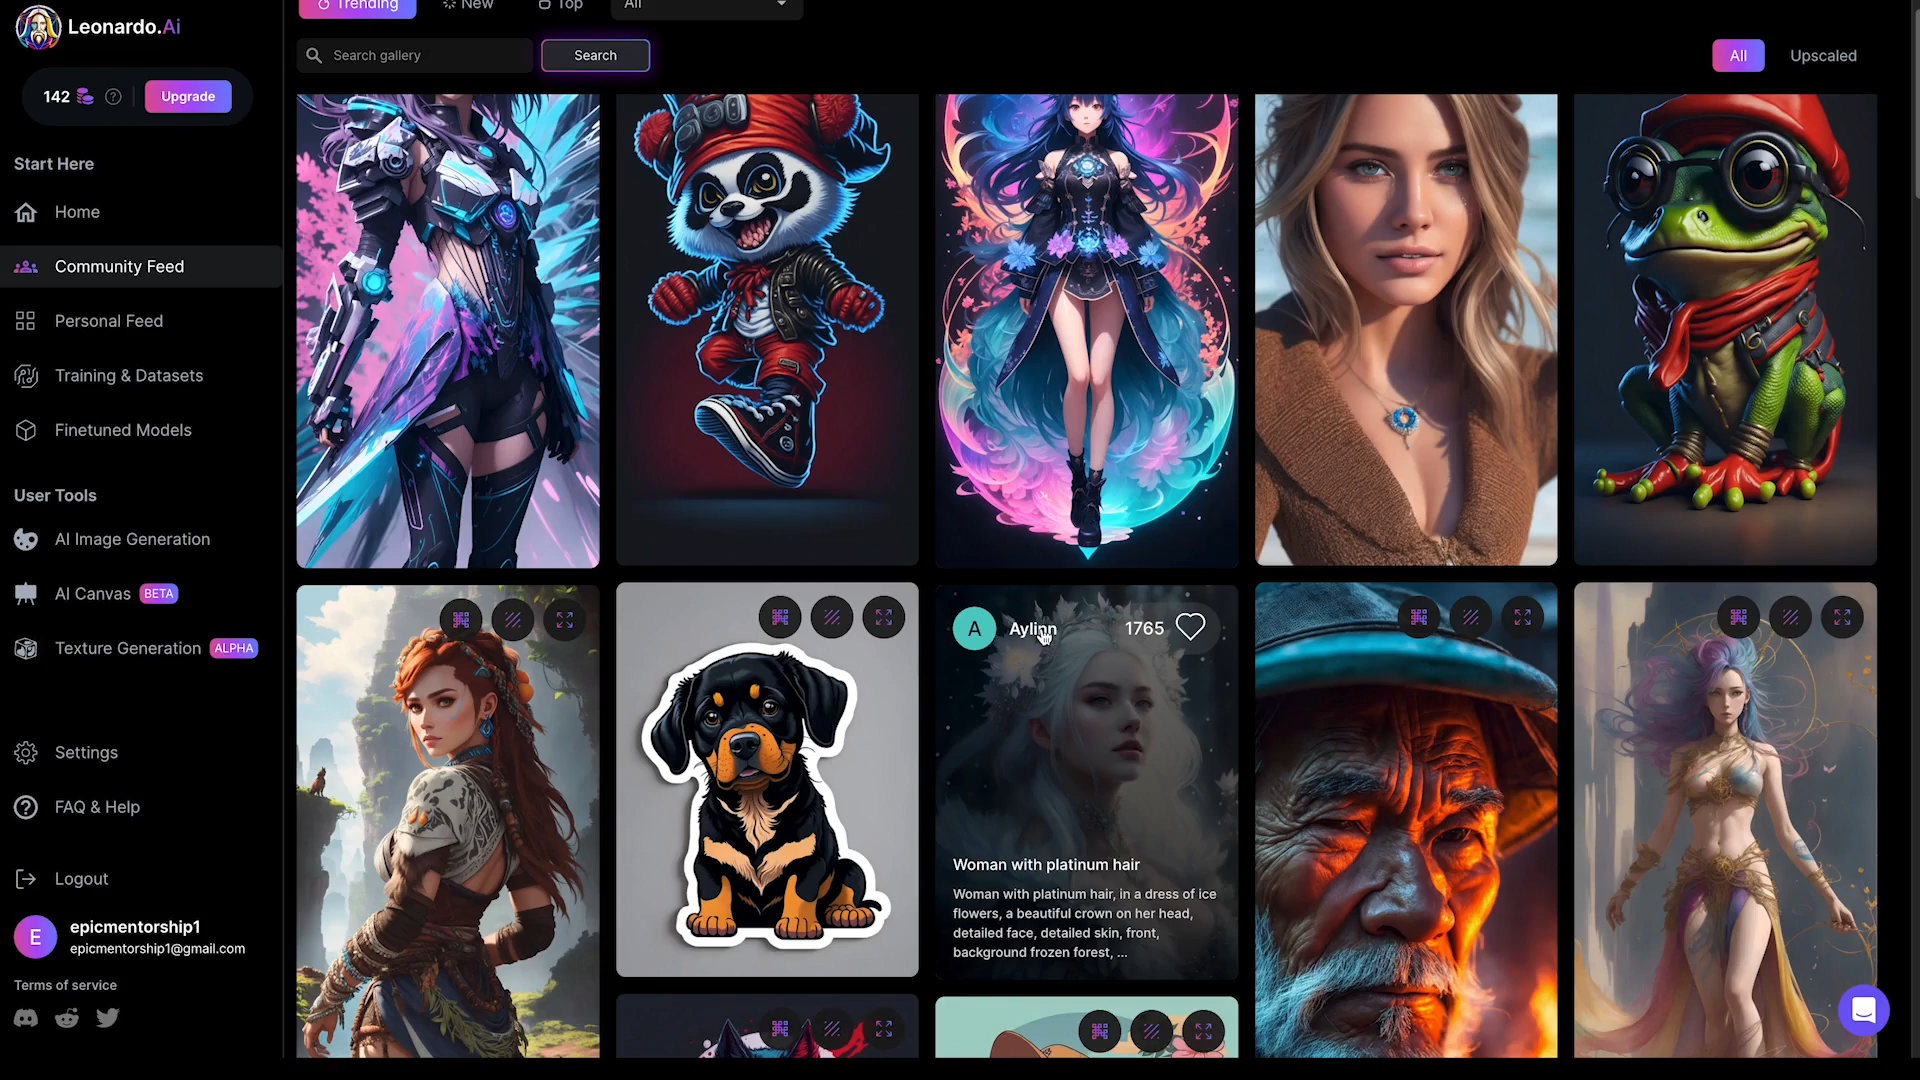 Leonardo.Ai
142
Upgrade
Start Here
Home
Community Feed
Personal Feed
Training & Datasets
Finetuned Models
User Tools
AI Image Generation
AI Canvas BETA
Texture Generation ALPHA
Settings
FAQ & Help
Logout
E
epicmentorship1
epicmentorship1@gmail.com
Terms of service
Trending
New
Top
All
Search gallery
Search
All
Upscaled
A
Aylinn
1765
Woman with platinum hair
Woman with platinum hair, in a dress of ice
flowers, a beautiful crown on her head,
detailed face, detailed skin, front,
background frozen forest, ...